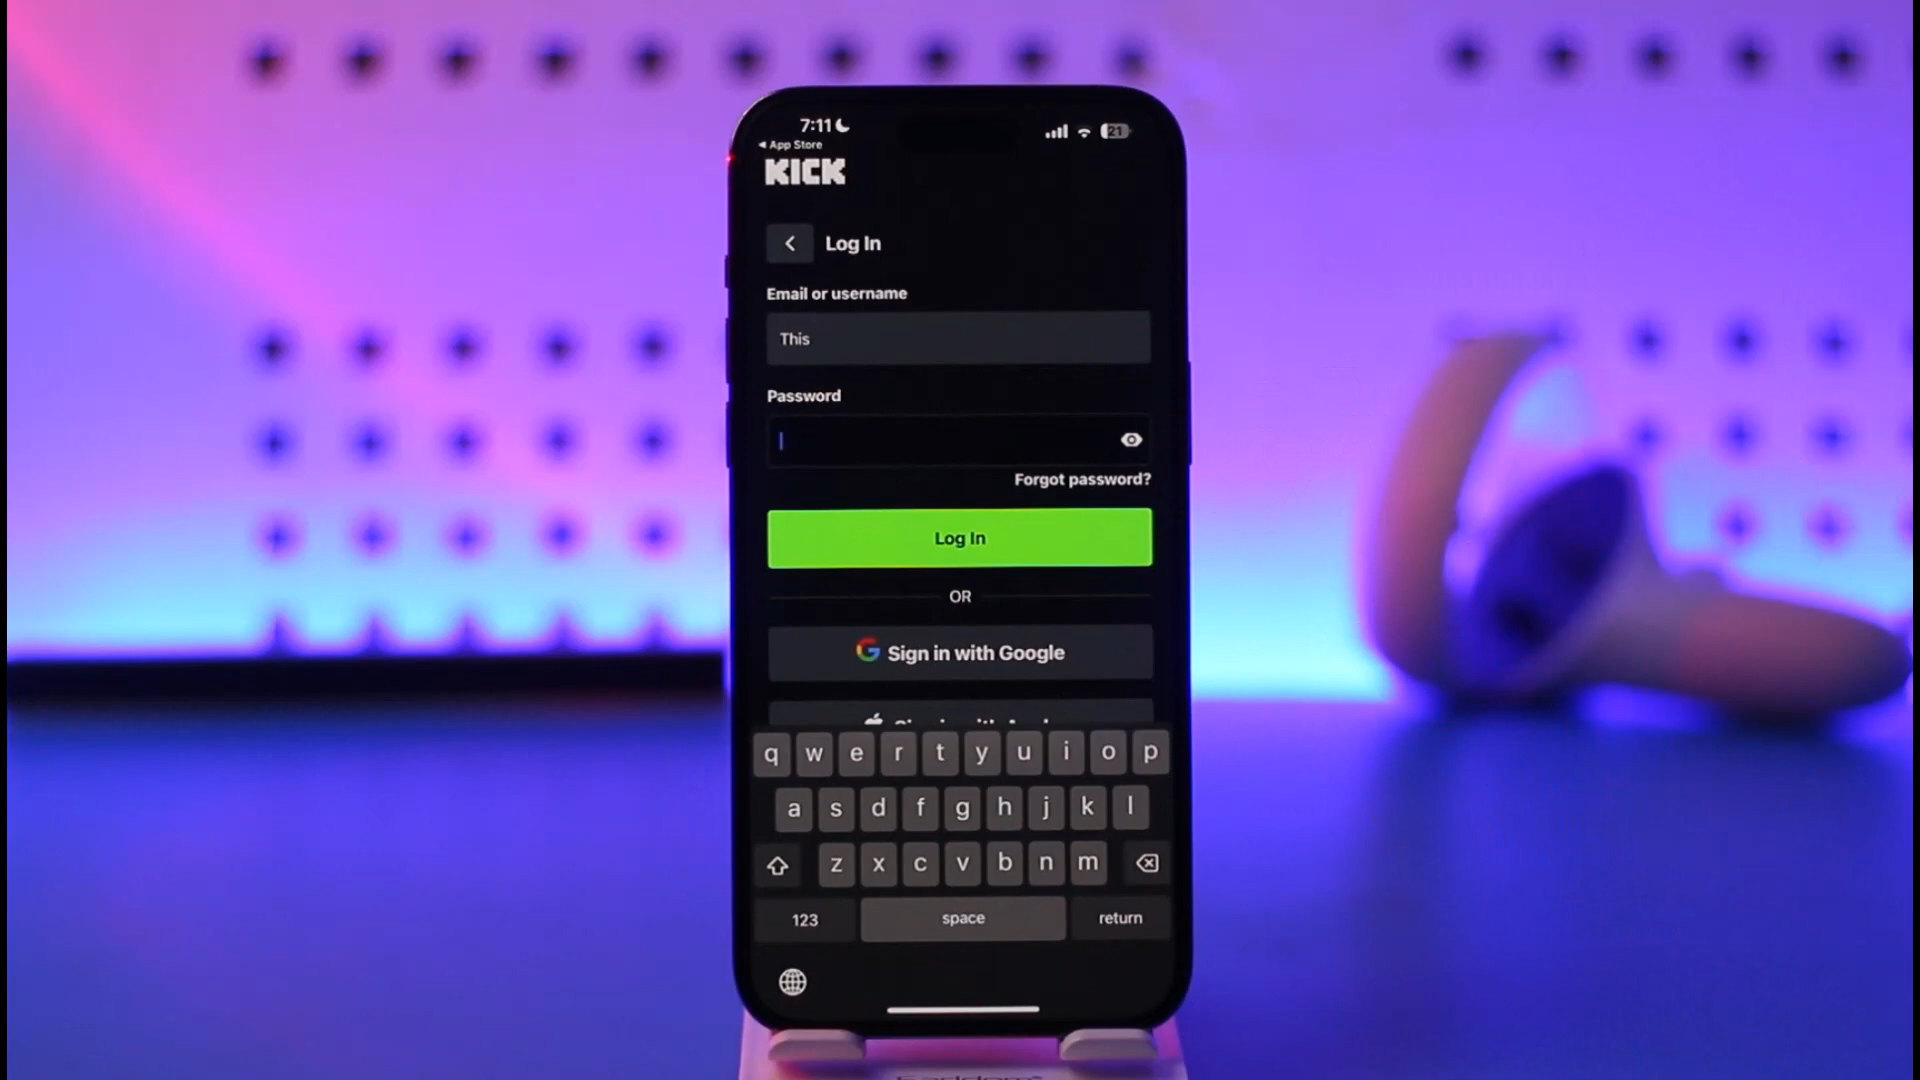 7:11
21
◀ App Store
KICK
Log In
Email or username
This
Password
Forgot password?
Log In
OR
Sign in with Google
q w e r t y u i o p
a s d f g h j k l
z x c v b n m
123 space return